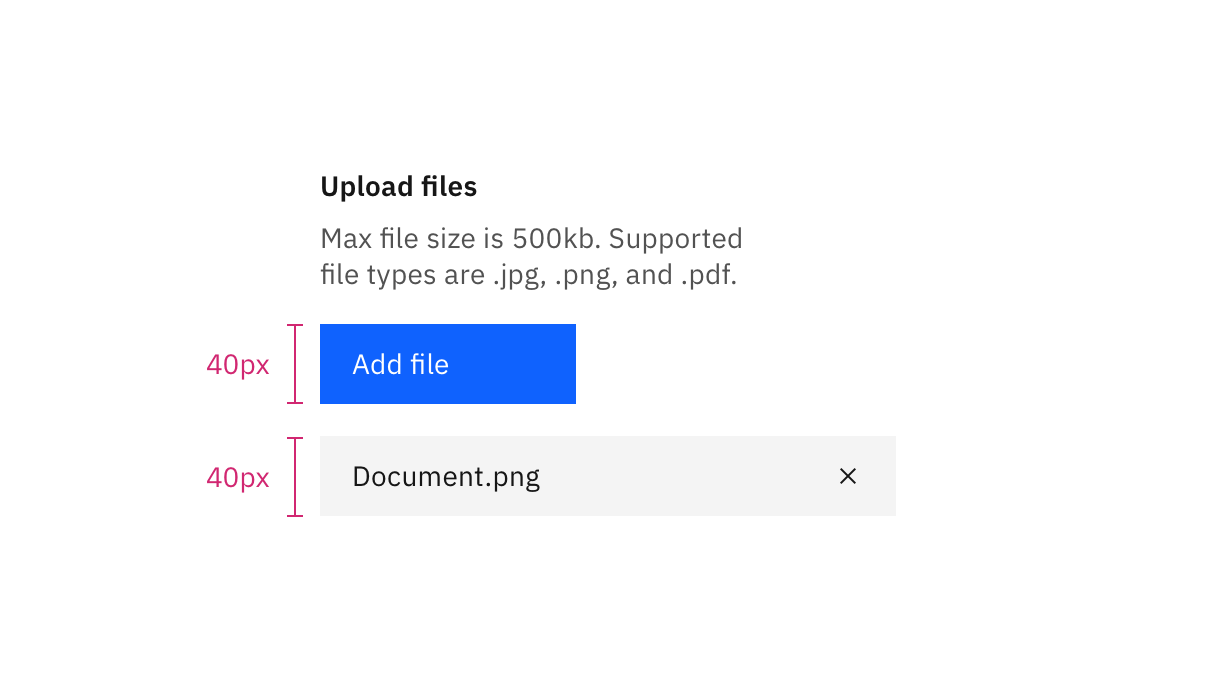 Upload files
Max file size is 500kb. Supported
file types are .jpg, .png, and .pdf.
40px
Add file
40px
Document.png